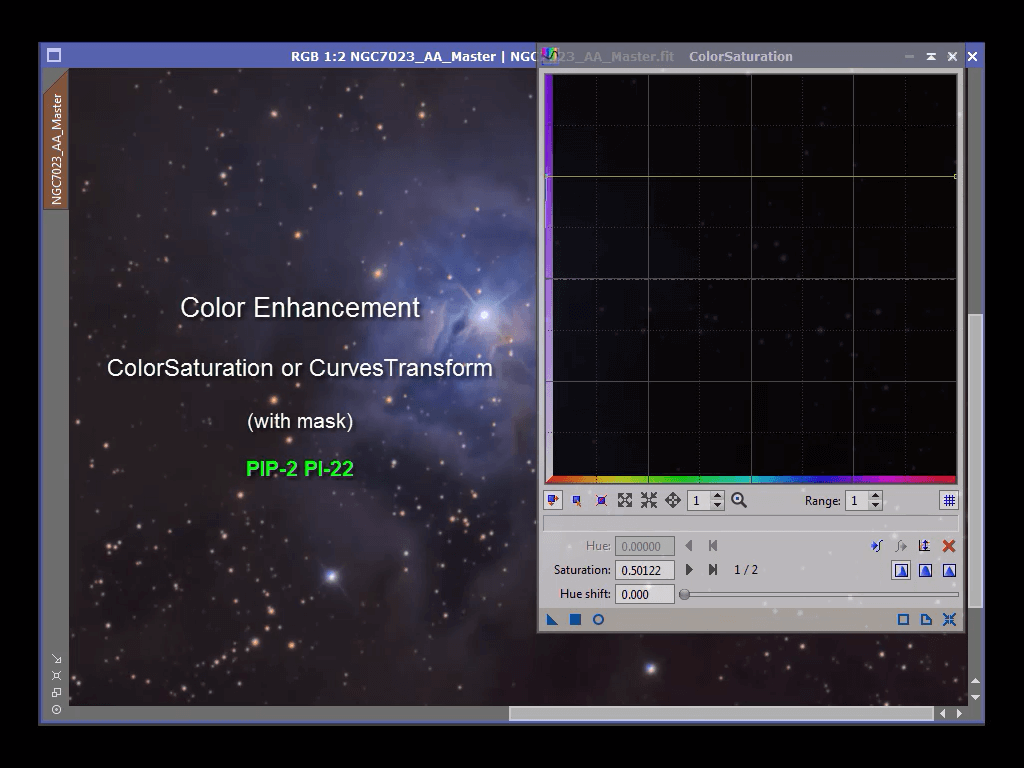 RGB 1:2 NGC7023_AA_Master | NGC7023_AA_Master.fit
ColorSaturation
NGC7023_AA_Master
Color Enhancement
ColorSaturation or CurvesTransform
(with mask)
PIP-2 PI-22
1
Range: 1
Hue: 0.00000
Saturation: 0.50122 1 / 2
Hue shift: 0.000